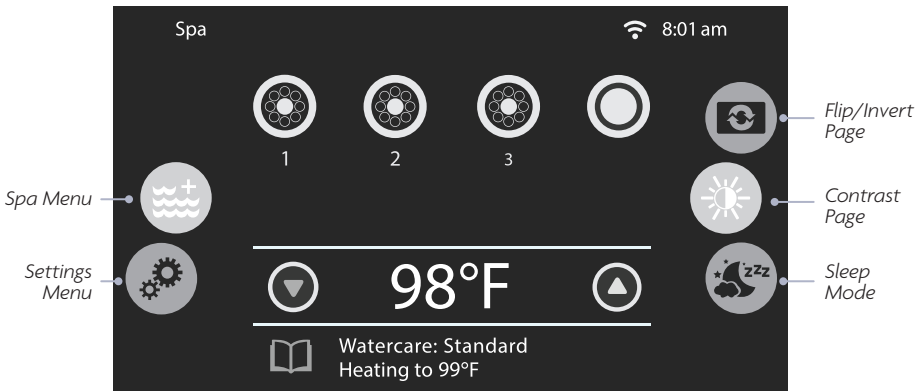 Spa
8:01 am
Flip/Invert
Page
1
2
3
Spa Menu
Contrast
Page
Settings
Menu
98°F
zzz
Sleep
Mode
Watercare: Standard
Heating to 99°F